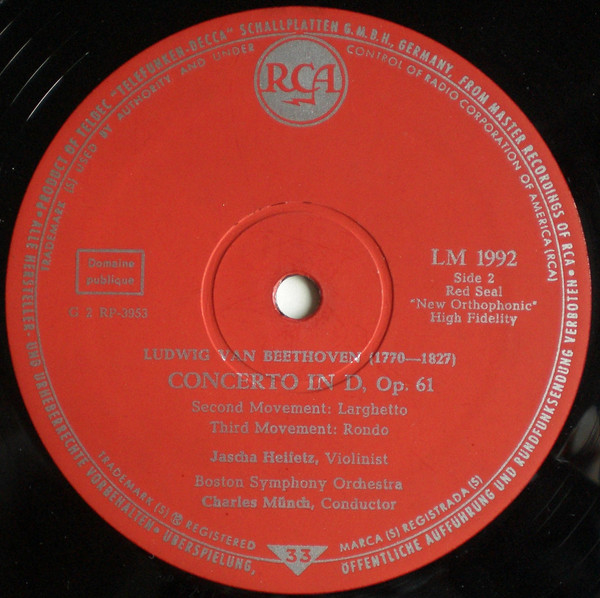 PRODUCT OF TELDEC "TELEFUNKEN-DECCA" SCHALLPLATTEN G.M.B.H., GERMANY, FROM MASTER RECORDINGS OF RCA
TRADEMARK (S) USED BY AUTHORITY AND UNDER CONTROL OF RADIO CORPORATION OF AMERICA (RCA)
RCA
Domaine
publique
G 2 RP-3953
LM 1992
Side 2
Red Seal
"New Orthophonic"
High Fidelity
LUDWIG VAN BEETHOVEN (1770—1827)
CONCERTO IN D, Op. 61
Second Movement: Larghetto
Third Movement: Rondo
Jascha Heifetz, Violinist
Boston Symphony Orchestra
Charles Münch, Conductor
TRADEMARK (S) ® REGISTERED
33
MARCA (S) REGISTRADA (S)
ALLE HERSTELLER- UND URHEBERRECHTE VORBEHALTEN • ÜBERSPIELUNG, ÖFFENTLICHE AUFFÜHRUNG UND RUNDFUNKSENDUNG VERBOTEN